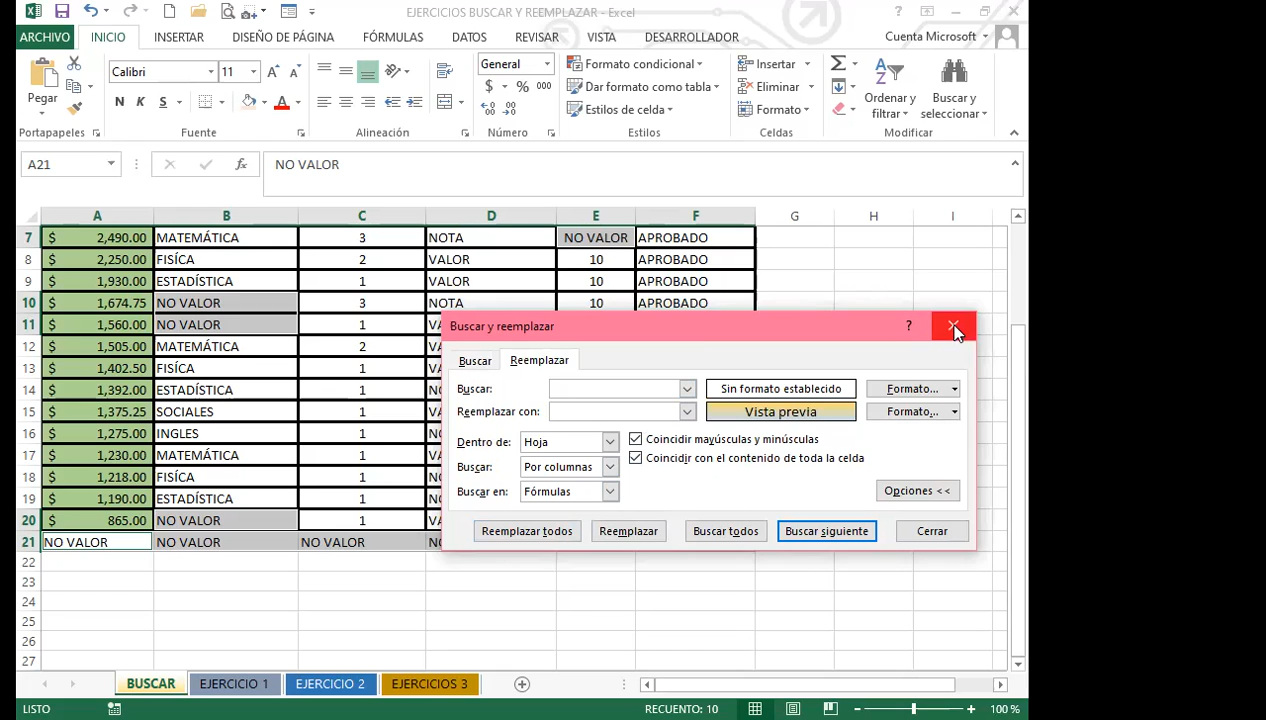 EJERCICIOS BUSCAR Y REEMPLAZAR - Excel
ARCHIVO INICIO INSERTAR DISEÑO DE PÁGINA FÓRMULAS DATOS REVISAR VISTA DESARROLLADOR Cuenta Microsoft
Calibri 11 General Formato condicional Insertar
Pegar N K S $ % 000 Dar formato como tabla Eliminar Ordenar y filtrar Buscar y seleccionar
Estilos de celda Formato
Portapapeles Fuente Alineación Número Estilos Celdas Modificar
A21 fx NO VALOR
A B C D E F G H I
7 $ 2,490.00 MATEMÁTICA 3 NOTA NO VALOR APROBADO
8 $ 2,250.00 FISÍCA 2 VALOR 10 APROBADO
9 $ 1,930.00 ESTADÍSTICA 1 VALOR 10 APROBADO
10 $ 1,674.75 NO VALOR 3 NOTA 10 APROBADO
11 $ 1,560.00 NO VALOR 1
12 $ 1,505.00 MATEMÁTICA 2
13 $ 1,402.50 FISÍCA 1
14 $ 1,392.00 ESTADÍSTICA 1
15 $ 1,375.25 SOCIALES 1
16 $ 1,275.00 INGLES 1
17 $ 1,230.00 MATEMÁTICA 1
18 $ 1,218.00 FISÍCA 1
19 $ 1,190.00 ESTADÍSTICA 1
20 $ 865.00 NO VALOR 1
21 NO VALOR NO VALOR NO VALOR
22
23
24
25
26
27
Buscar y reemplazar ?
Buscar Reemplazar
Buscar: Sin formato establecido Formato...
Reemplazar con: Vista previa Formato...
Dentro de: Hoja Coincidir mayúsculas y minúsculas
Buscar: Por columnas Coincidir con el contenido de toda la celda
Buscar en: Fórmulas Opciones <<
Reemplazar todos Reemplazar Buscar todos Buscar siguiente Cerrar
BUSCAR EJERCICIO 1 EJERCICIO 2 EJERCICIOS 3
LISTO RECUENTO: 10 100 %